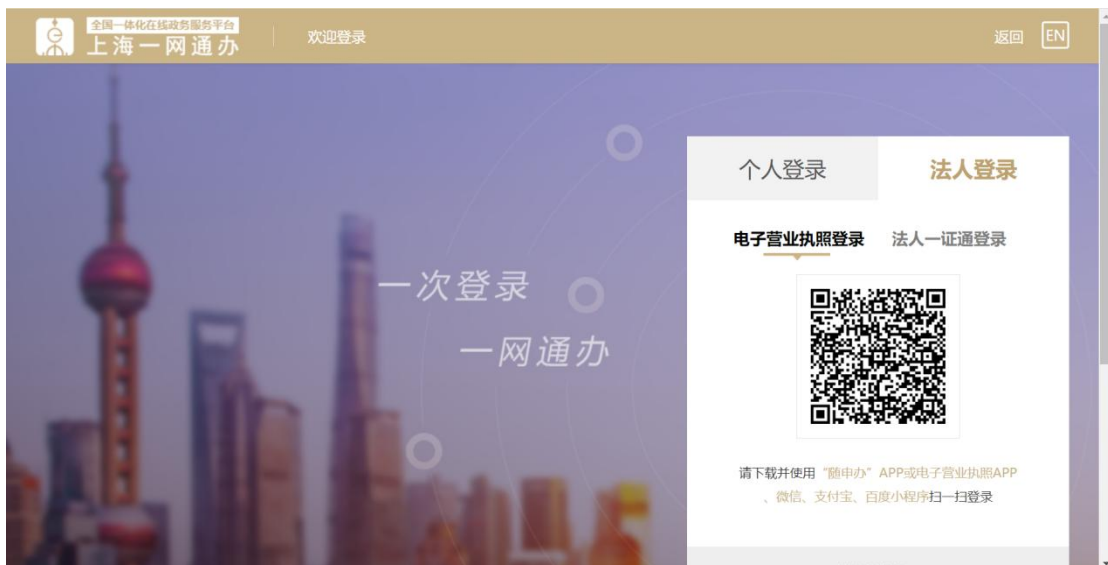 全国一体化在线政务服务平台
上海一网通办
欢迎登录
返回
EN
一次登录
一网通办
个人登录
法人登录
电子营业执照登录
法人一证通登录
请下载并使用“随申办”APP或电子营业执照APP
、微信、支付宝、百度小程序扫一扫登录